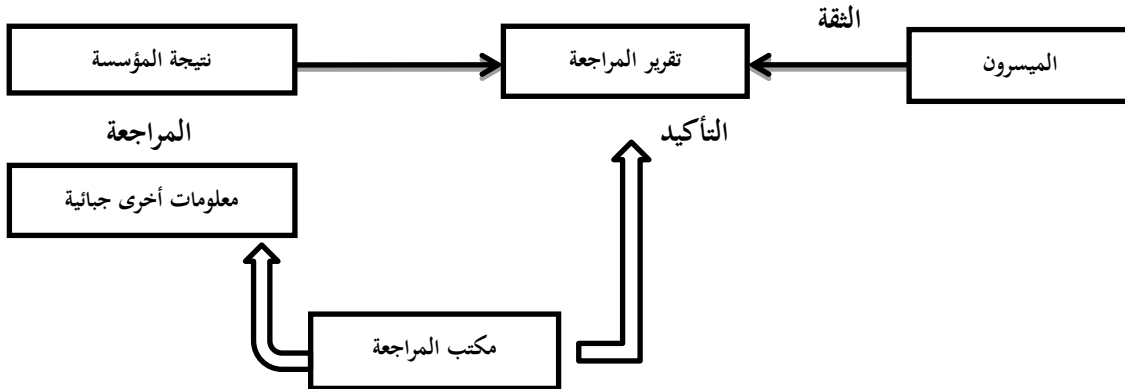 الثقة
الميسرون
تقرير المراجعة
نتيجة المؤسسة
التأكيد
المراجعة
معلومات أخرى جبائية
مكتب المراجعة